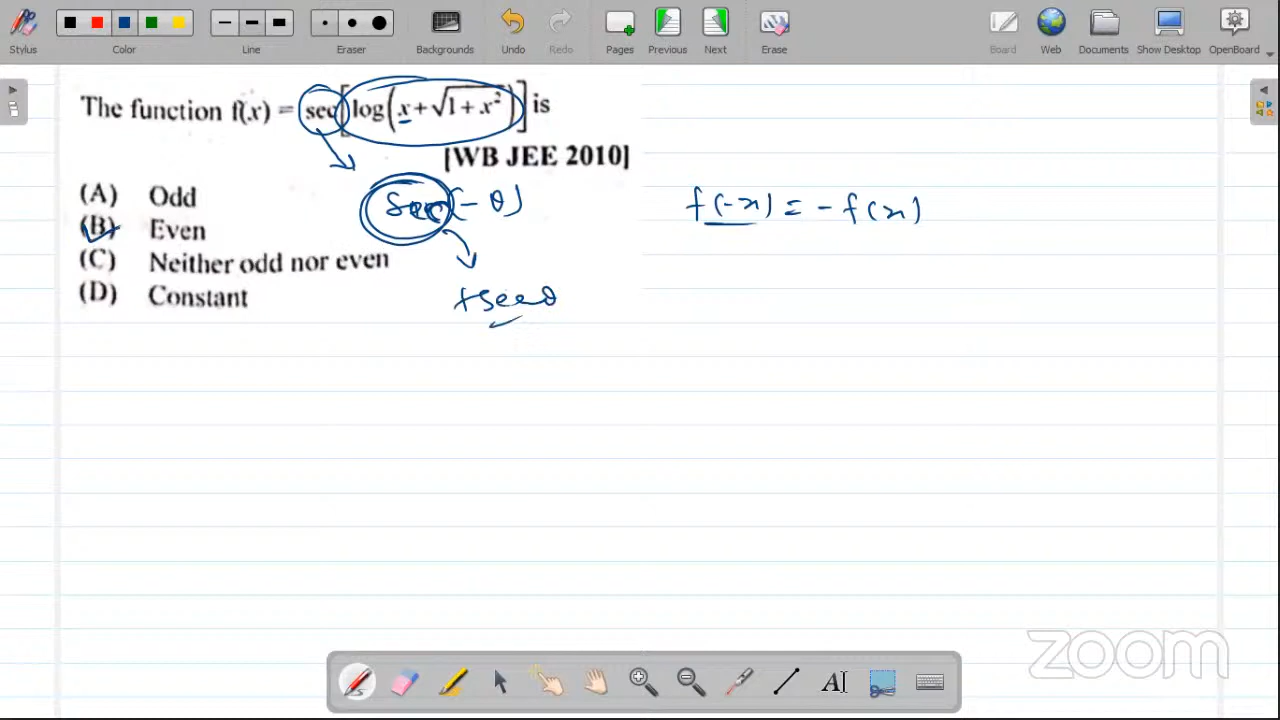 Stylus
Color
Line
Eraser
Backgrounds
Undo
Redo
Pages
Previous
Next
Erase
Board
Web
Documents
Show Desktop
OpenBoard
The function f(x) = sec[log(x + √1 + x²)] is
[WB JEE 2010]
(A) Odd
(B) Even
(C) Neither odd nor even
(D) Constant
sec(-θ)
+secθ
f(-x) = -f(x)
zoom